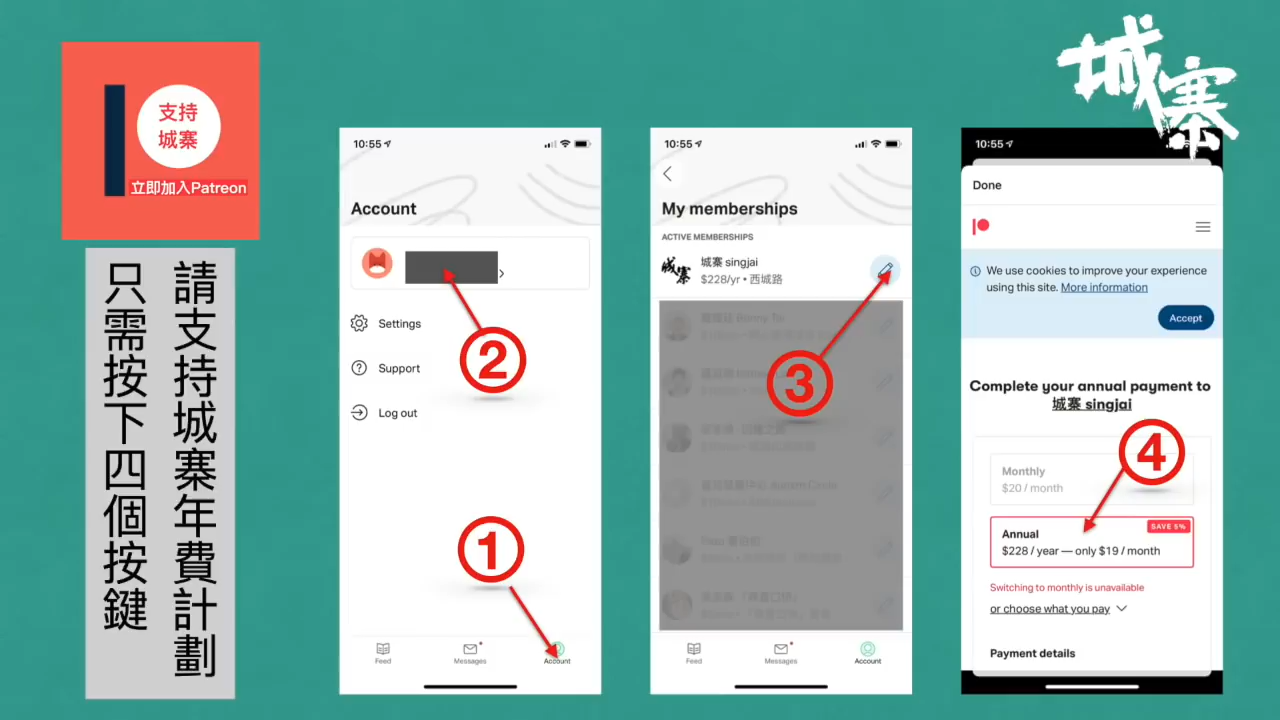 支持
城寨
立即加入Patreon
請支持城寨年費計劃
只需按下四個按鍵
城寨
10:55
Account
2
Settings
Support
Log out
1
Feed
Messages
Account
10:55
My memberships
ACTIVE MEMBERSHIPS
城寨
城寨 singjai
$228/yr • 西城路
3
Feed
Messages
Account
10:55
Done
We use cookies to improve your experience
using this site. More information
Accept
Complete your annual payment to
城寨 singjai
4
Monthly
$20 / month
SAVE 5%
Annual
$228 / year — only $19 / month
Switching to monthly is unavailable
or choose what you pay
Payment details